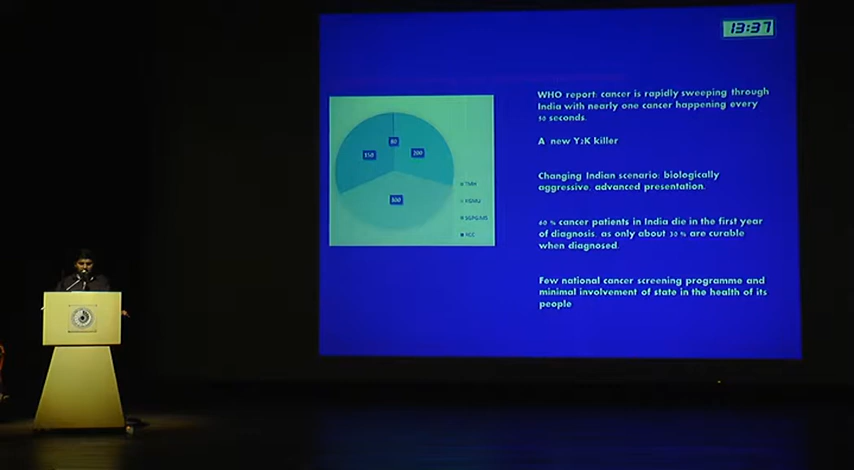 13:37
WHO report: cancer is rapidly sweeping through
India with nearly one cancer happening every
30 seconds.
A new Y2K killer
Changing Indian scenario: biologically
aggressive, advanced presentation.
60 % cancer patients in India die in the first year
of diagnosis, as only about 30 % are curable
when diagnosed.
Few national cancer screening programme and
minimal involvement of state in the health of its
people
80
150
200
TMH
SGPGIMS